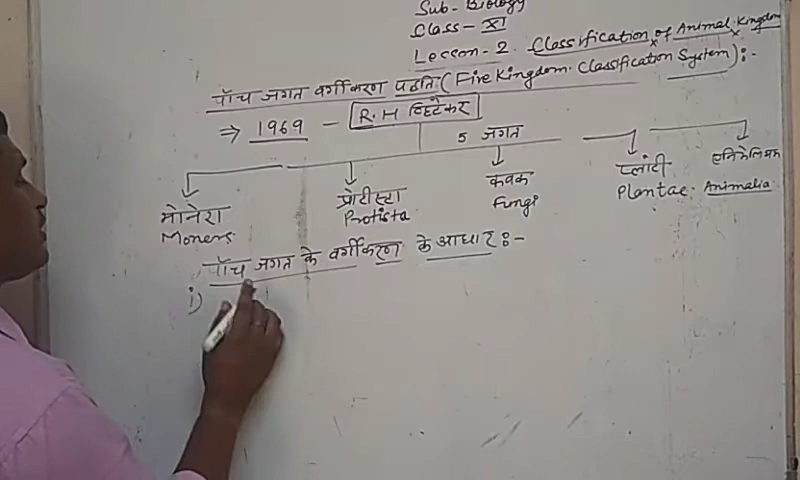 Sub- Biology
Class- XI
Lecson-2. Classification of Animal Kingdom
पाँच जगत वर्गीकरण पद्धति (Five Kingdom Classification System):-
⇒ 1969 - R.H व्हिटेकर
5 जगत
मोनेरा प्रोटीस्टा कवक प्लांटी एनिमेलिया
Monera Protista Fungi Plantae Animalia
पाँच जगत के वर्गीकरण के आधार:-
i)